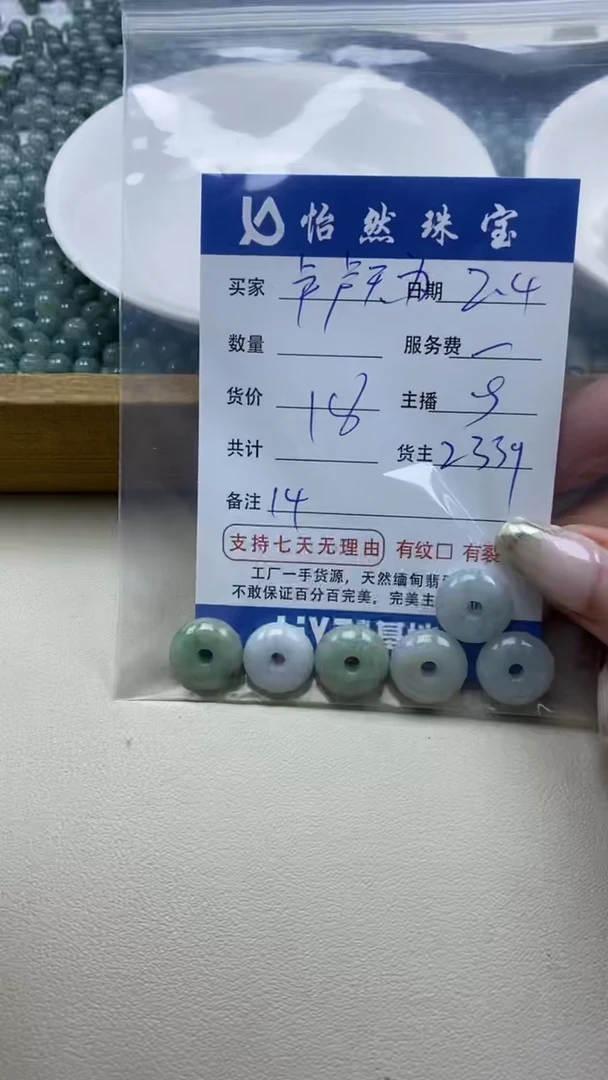 怡然珠宝
买家 日期 2.4
数量 服务费
货价 18 主播
共计 货主 2339
备注 14
支持七天无理由 有纹口 有裂
工厂一手货源，天然缅甸翡
不敢保证百分百完美，完美主
基地